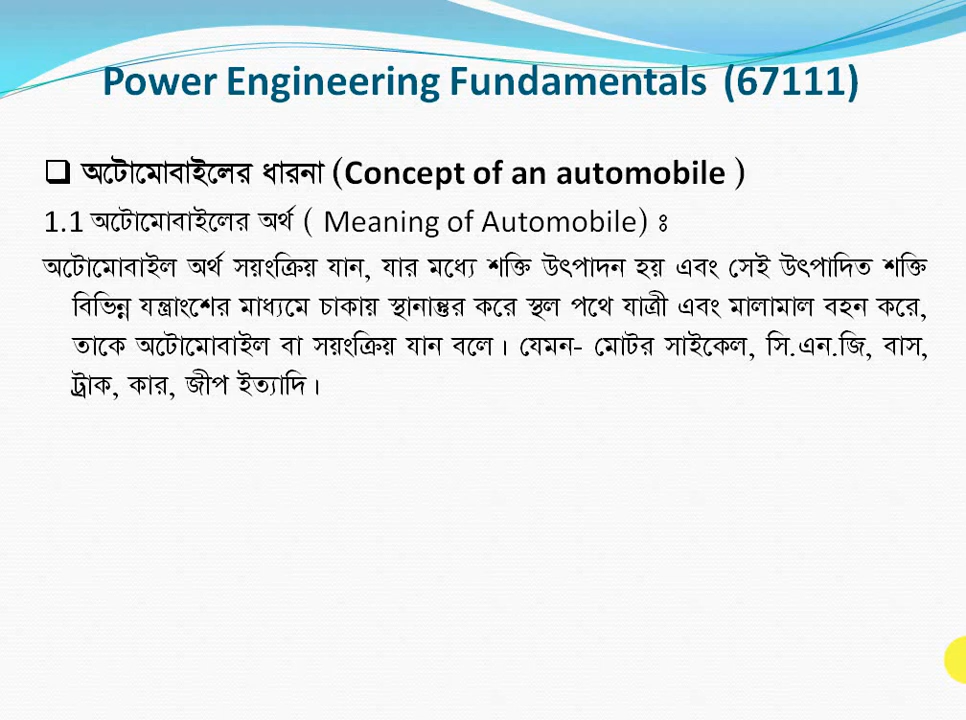 Power Engineering Fundamentals (67111)
❑ অটোমোবাইলের ধারনা (Concept of an automobile )
1.1 অটোমোবাইলের অর্থ ( Meaning of Automobile) ঃ
অটোমোবাইল অর্থ সয়ংক্রিয় যান, যার মধ্যে শক্তি উৎপাদন হয় এবং সেই উৎপাদিত শক্তি
বিভিন্ন যন্ত্রাংশের মাধ্যমে চাকায় স্থানান্তুর করে স্থল পথে যাত্রী এবং মালামাল বহন করে,
তাকে অটোমোবাইল বা সয়ংক্রিয় যান বলে। যেমন- মোটর সাইকেল, সি.এন.জি, বাস,
ট্রাক, কার, জীপ ইত্যাদি।